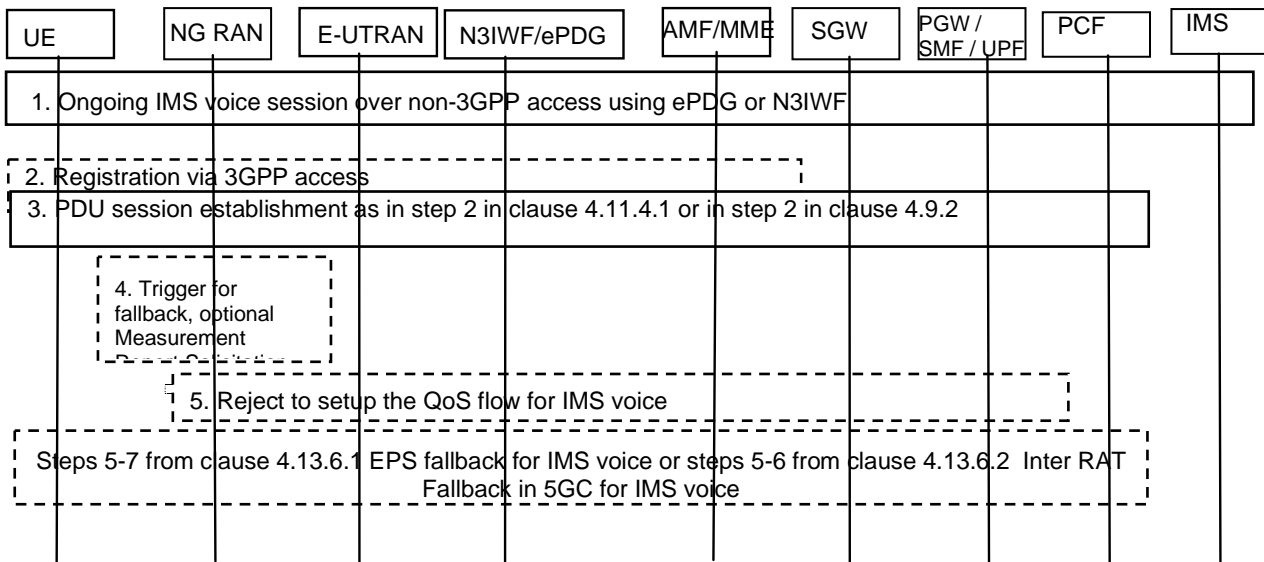 UE
NG RAN
E-UTRAN
N3IWF/ePDG
AMF/MME
SGW
PGW /
SMF / UPF
PCF
IMS
1. Ongoing IMS voice session over non-3GPP access using ePDG or N3IWF
2. Registration via 3GPP access
3. PDU session establishment as in step 2 in clause 4.11.4.1 or in step 2 in clause 4.9.2
4. Trigger for
fallback, optional
Measurement
5. Reject to setup the QoS flow for IMS voice
Steps 5-7 from clause 4.13.6.1 EPS fallback for IMS voice or steps 5-6 from clause 4.13.6.2 Inter RAT
Fallback in 5GC for IMS voice